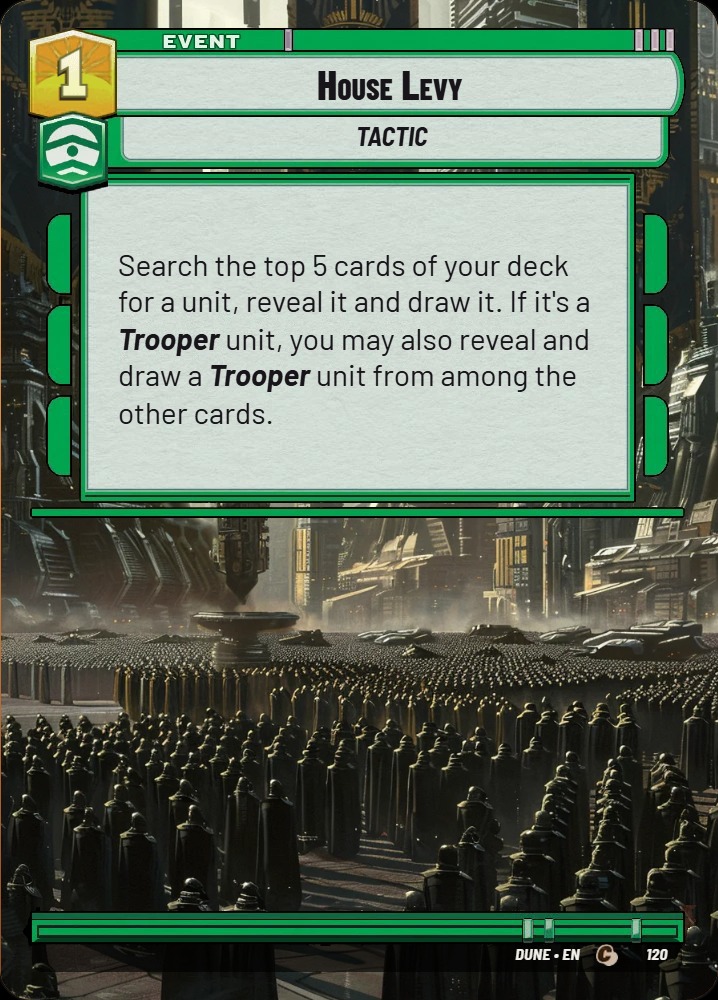 EVENT
1
House Levy
TACTIC
Search the top 5 cards of your deck
for a unit, reveal it and draw it. If it's a
Trooper unit, you may also reveal and
draw a Trooper unit from among the
other cards.
DUNE • EN C 120